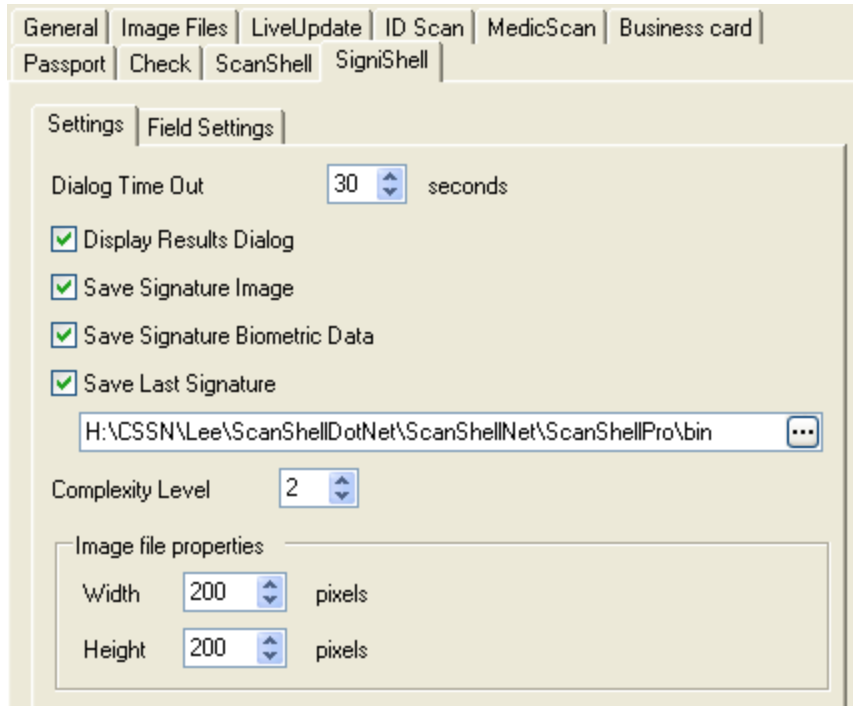 General Image Files LiveUpdate ID Scan MedicScan Business card
Passport Check ScanShell SigniShell
Settings Field Settings
Dialog Time Out 30 seconds
Display Results Dialog
Save Signature Image
Save Signature Biometric Data
Save Last Signature
H:\CSSN\Lee\ScanShellDotNet\ScanShellNet\ScanShellPro\bin ...
Complexity Level 2
Image file properties
Width 200 pixels
Height 200 pixels